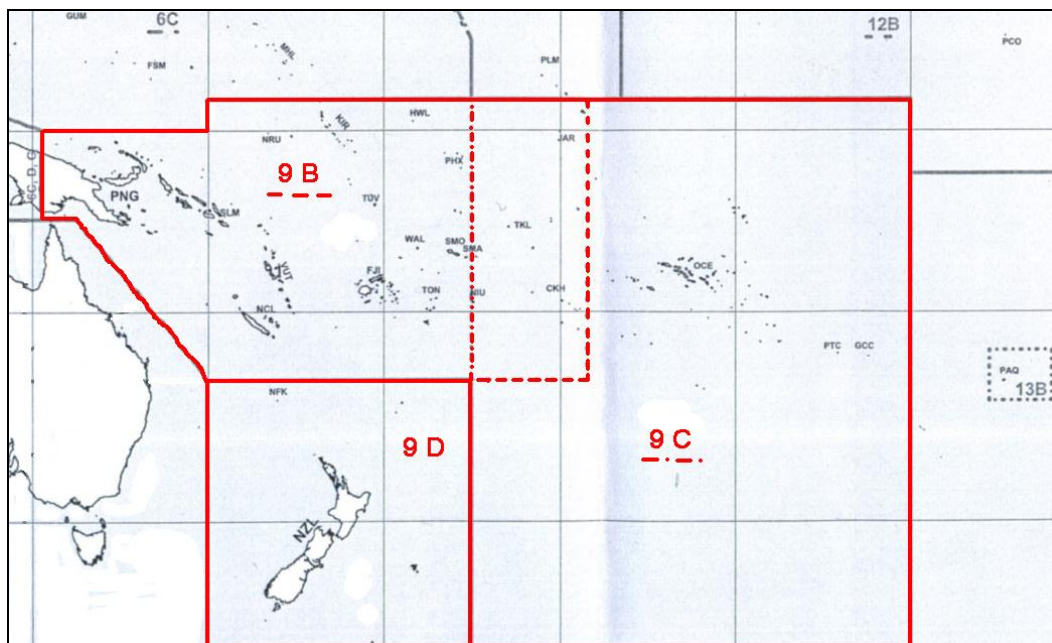 GUM
6C
12B
PCO
MHL
FSM
PLM
HWL
KIR
NRU
JAR
PHX
9 B
6C, D, G
PNG
TUV
SLM
TKL
WAL
SMO
SMA
OCE
VUT
FJI
TON
NIU
CKH
NCL
PTC
GCC
PAQ
13B
NFK
9 D
9 C
NZL